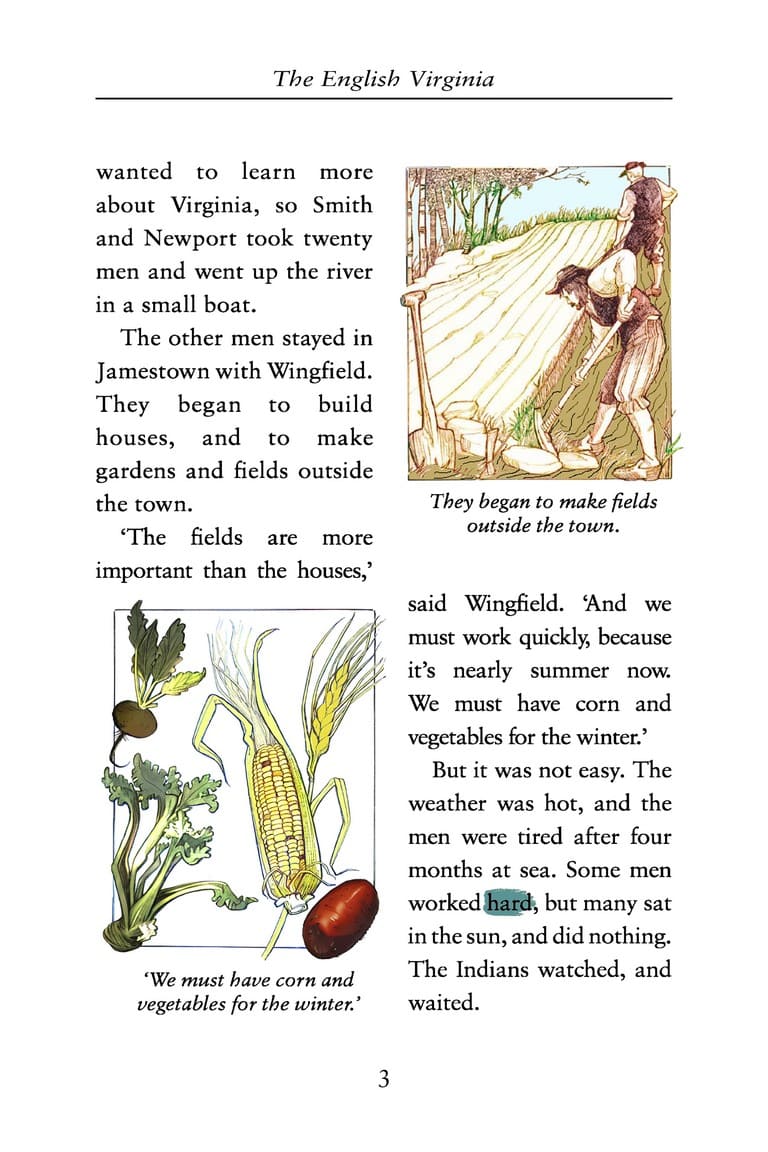 The English Virginia
wanted to learn more
about Virginia, so Smith
and Newport took twenty
men and went up the river
in a small boat.
The other men stayed in
Jamestown with Wingfield.
They began to build
houses, and to make
gardens and fields outside
the town.
‘The fields are more
important than the houses,’
‘We must have corn and
vegetables for the winter.’
They began to make fields
outside the town.
said Wingfield. ‘And we
must work quickly, because
it’s nearly summer now.
We must have corn and
vegetables for the winter.’
But it was not easy. The
weather was hot, and the
men were tired after four
months at sea. Some men
worked hard, but many sat
in the sun, and did nothing.
The Indians watched, and
waited.
3